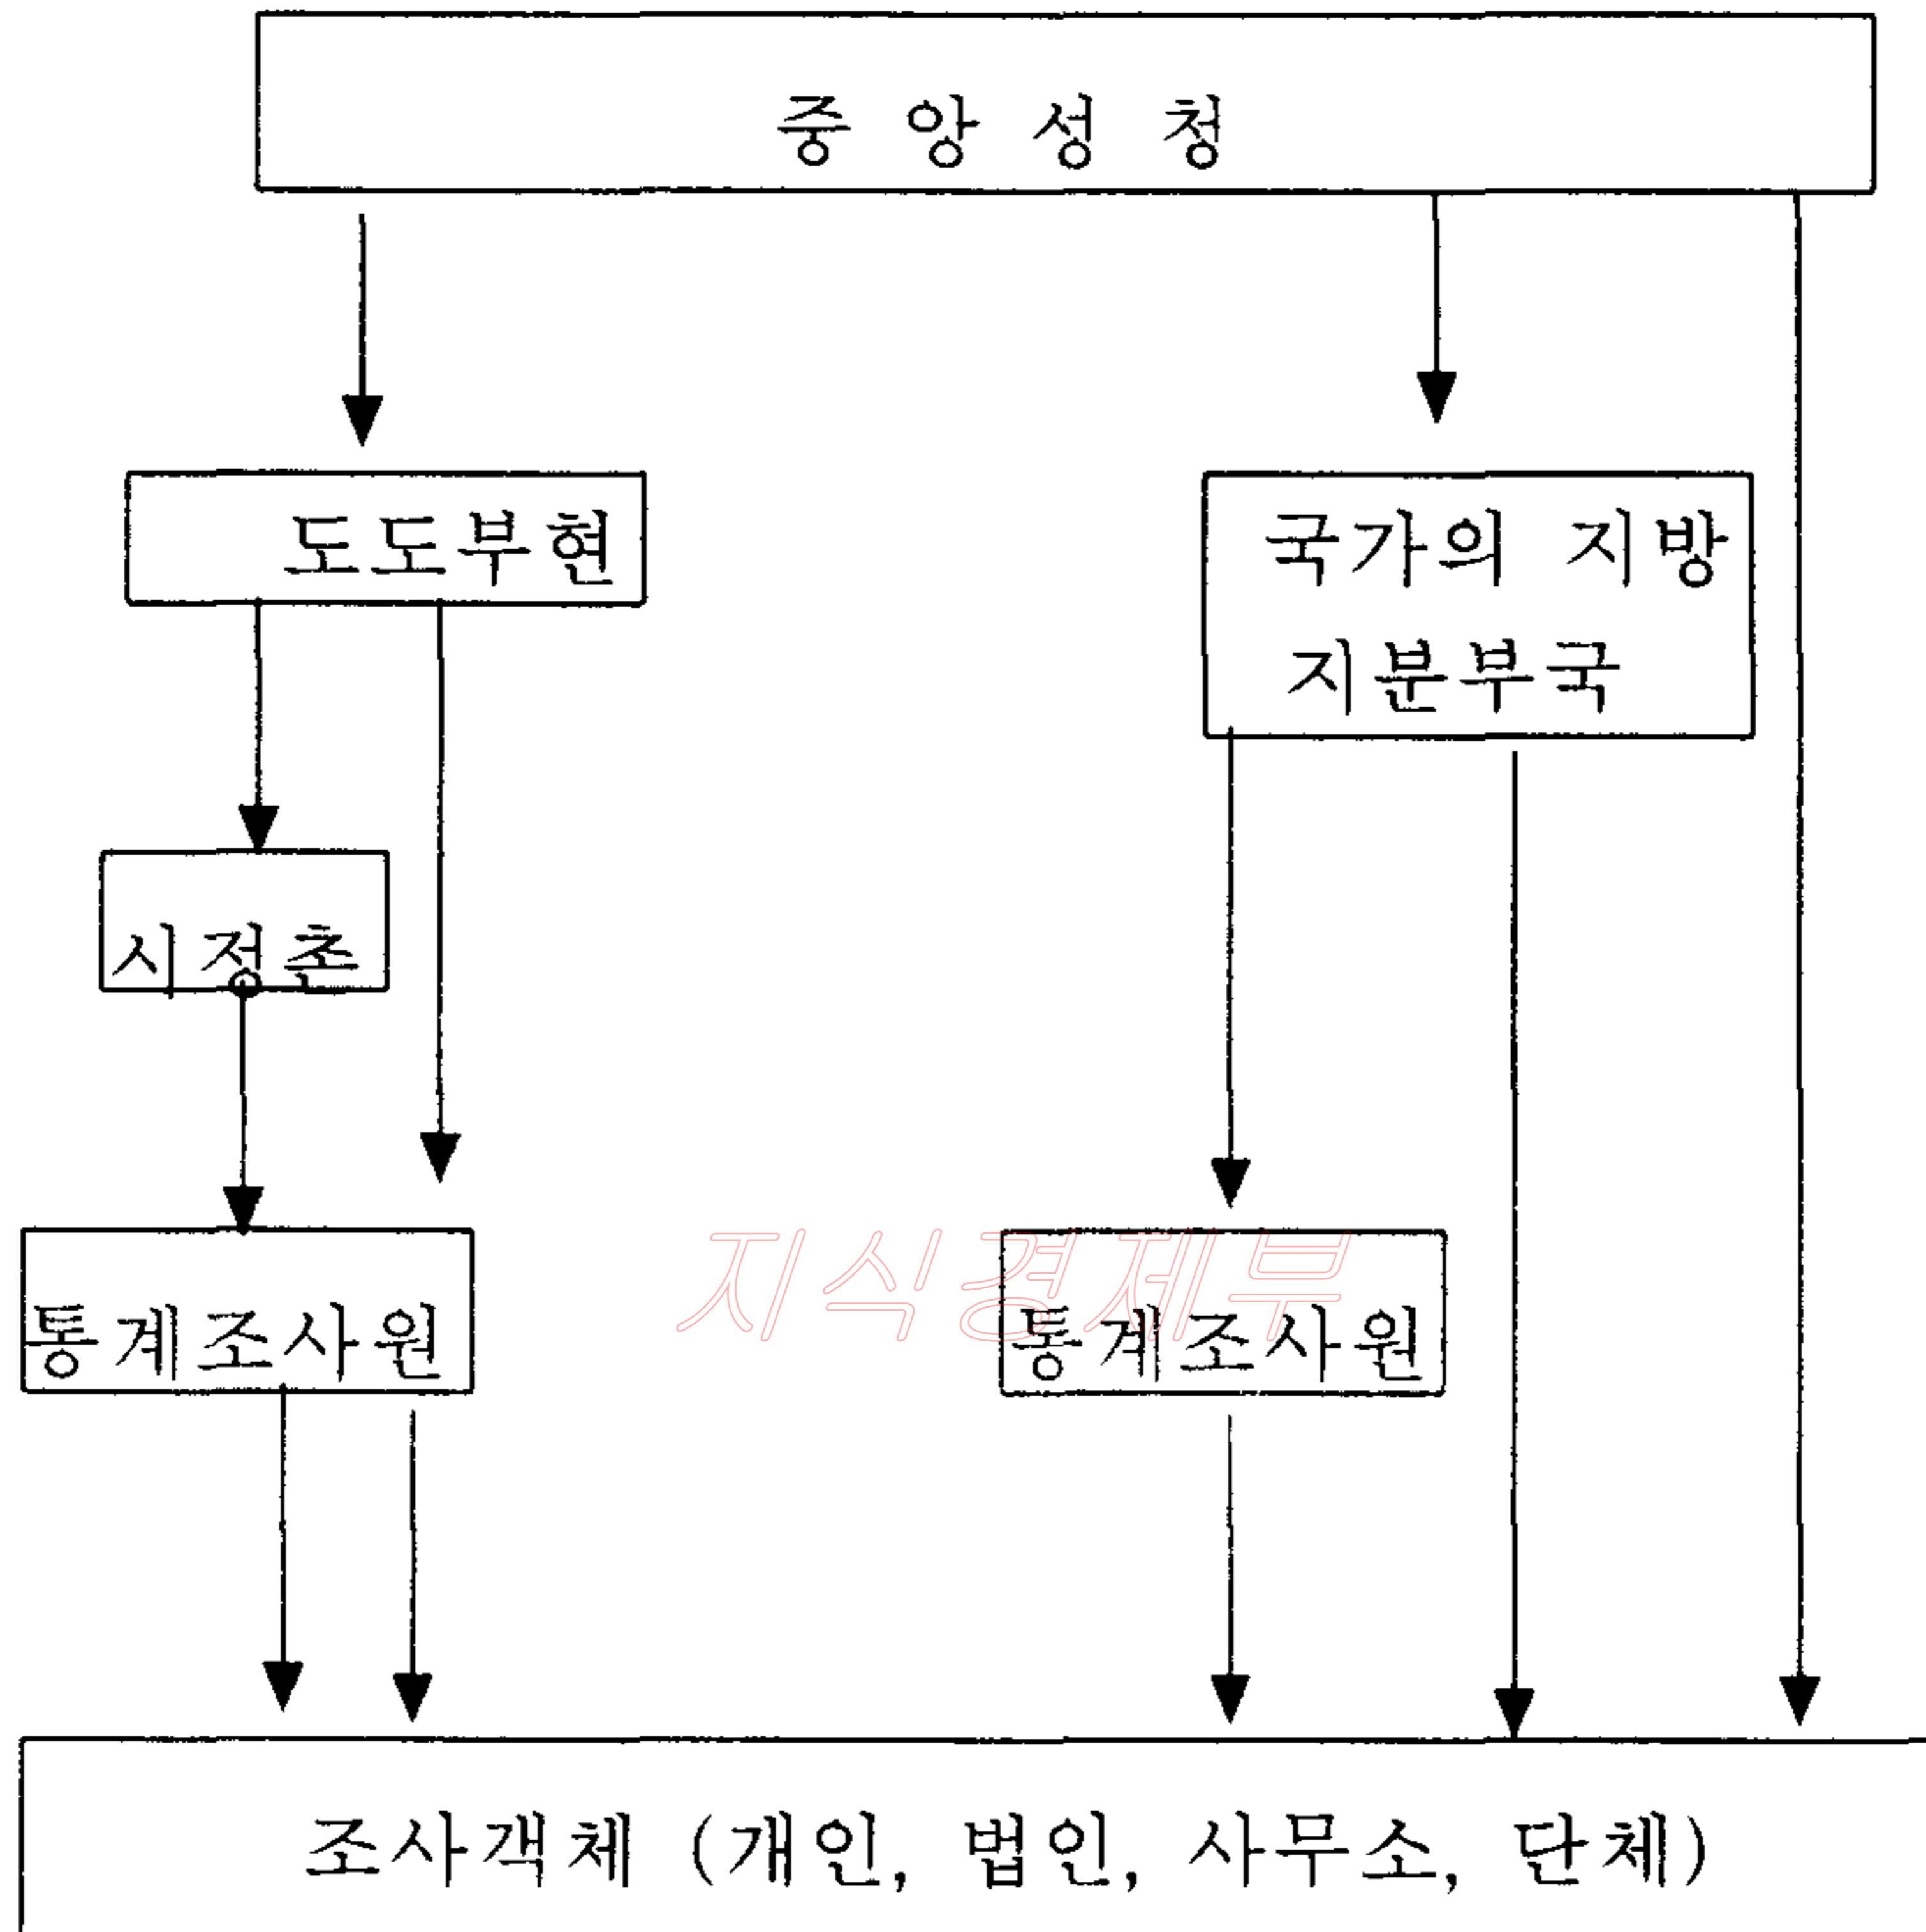 중 앙 성 청
도도부현
국가의 지방
지분부국
시정촌
지식경제부
통계조사원
통계조사원
조사객체 (개인, 법인, 사무소, 단체)